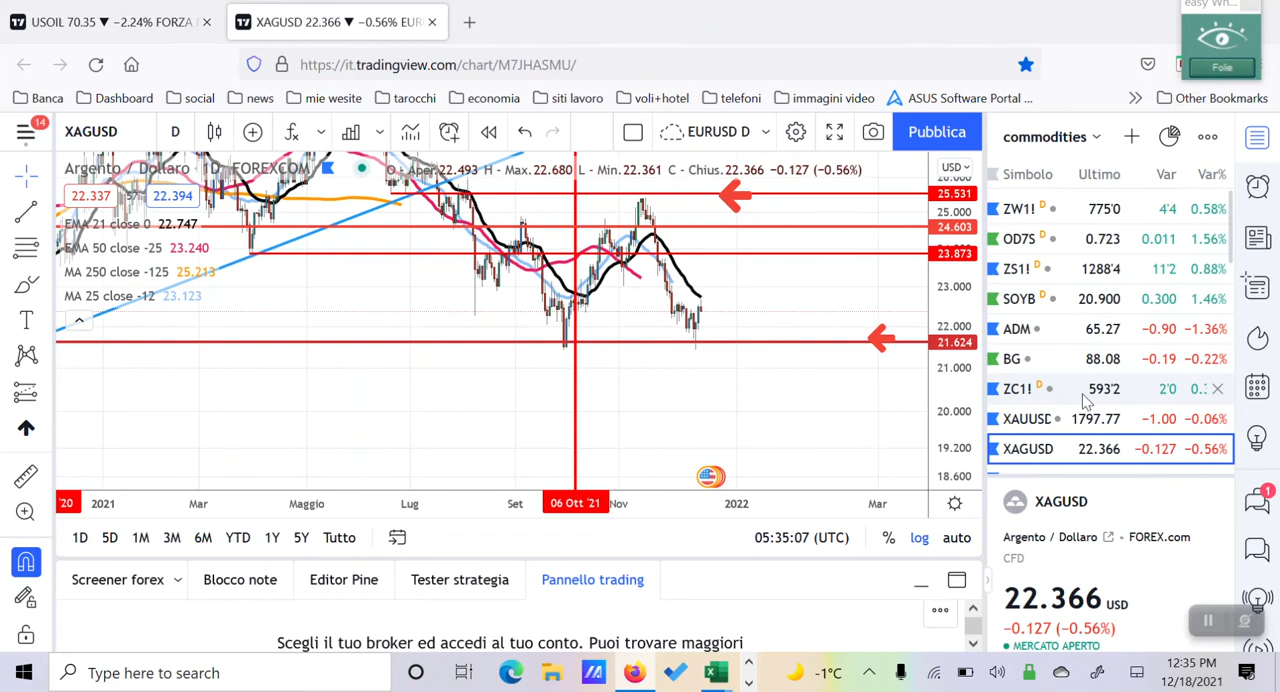 easy Wh...
USOIL 70.35 ▼ −2.24% FORZA
XAGUSD 22.366 ▼ −0.56% EUR
Folie
https://it.tradingview.com/chart/M7JHASMU/
Banca
Dashboard
social
news
mie wesite
tarocchi
economia
siti lavoro
voli+hotel
telefoni
immagini video
ASUS Software Portal ...
Other Bookmarks
14
XAGUSD
D
EURUSD D
Pubblica
commodities
Argento / Dollaro · 1D · FOREXCOM
O - Aper.22.493 H - Max.22.680 L - Min.22.361 C - Chius.22.366 −0.127 (−0.56%)
USD
22.337
57
22.394
EMA 21 close 0 22.747
EMA 50 close -25 23.240
MA 250 close -125 25.213
MA 25 close -12 23.123
25.531
25.000
24.603
23.873
23.000
22.000
21.624
21.000
20.000
19.200
18.600
'20
2021
Mar
Maggio
Lug
Set
06 Ott '21
Nov
2022
Mar
Simbolo
Ultimo
Var
Var%
ZW1! D 775'0 4'4 0.58%
OD7S D 0.723 0.011 1.56%
ZS1! D 1288'4 11'2 0.88%
SOYB D 20.900 0.300 1.46%
ADM 65.27 −0.90 −1.36%
BG 88.08 −0.19 −0.22%
ZC1! D 593'2 2'0
XAUUSD 1797.77 −1.00 −0.06%
XAGUSD 22.366 −0.127 −0.56%
XAGUSD
Argento / Dollaro • FOREX.com
CFD
22.366 USD
−0.127 (−0.56%)
MERCATO APERTO
1
1D
5D
1M
3M
6M
YTD
1Y
5Y
Tutto
05:35:07 (UTC)
%
log
auto
Screener forex
Blocco note
Editor Pine
Tester strategia
Pannello trading
Scegli il tuo broker ed accedi al tuo conto. Puoi trovare maggiori
Type here to search
-1°C
12:35 PM
12/18/2021